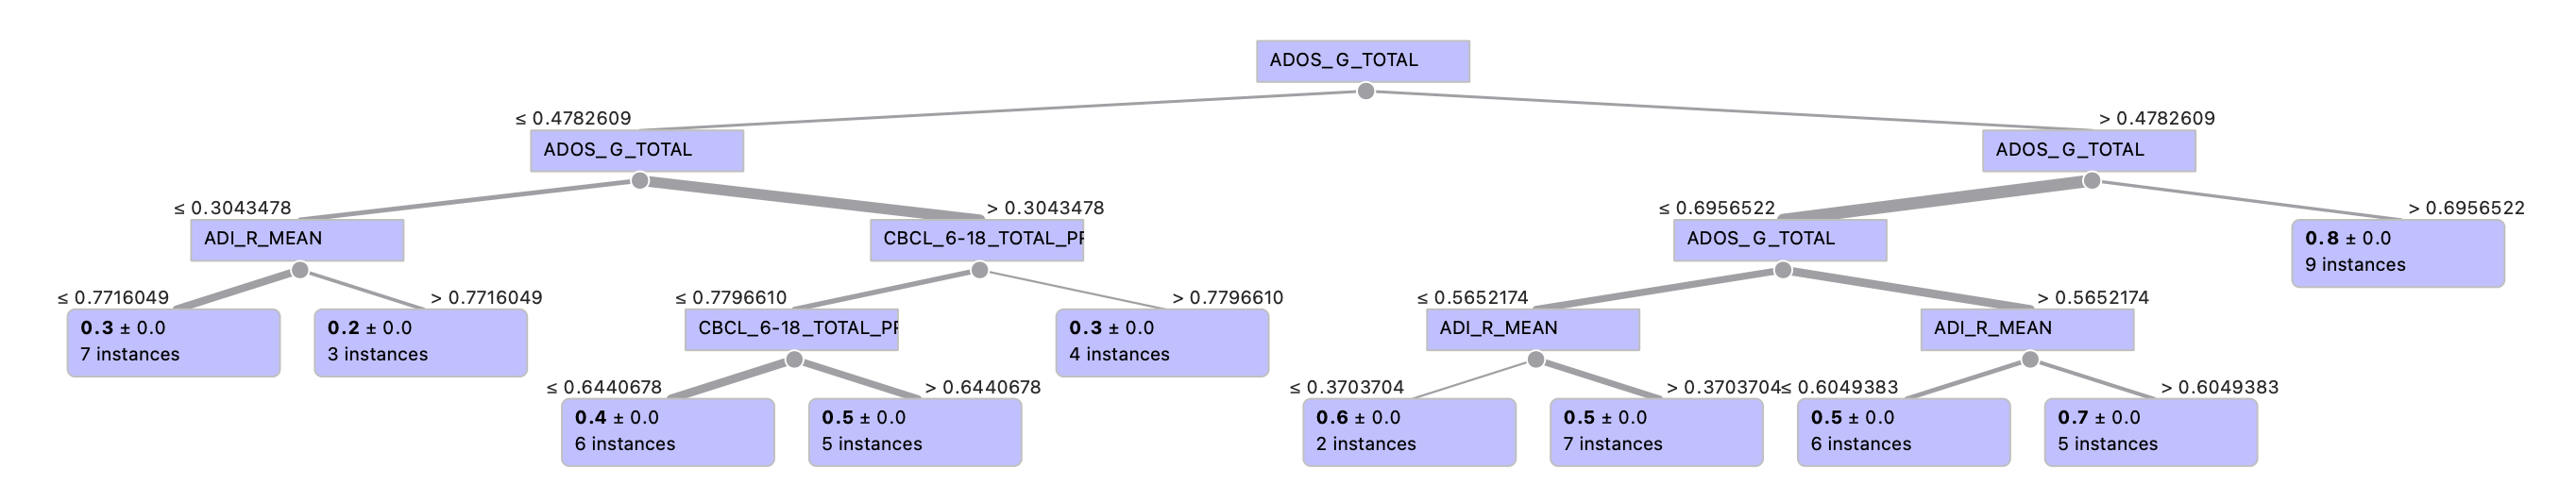 ADOS_G_TOTAL
≤ 0.4782609
> 0.4782609
ADOS_G_TOTAL
ADOS_G_TOTAL
≤ 0.3043478
> 0.3043478
≤ 0.6956522
> 0.6956522
ADI_R_MEAN
CBCL_6-18_TOTAL_PR
ADOS_G_TOTAL
0.8 ± 0.0
9 instances
≤ 0.7716049
> 0.7716049
≤ 0.7796610
> 0.7796610
≤ 0.5652174
> 0.5652174
0.3 ± 0.0
7 instances
0.2 ± 0.0
3 instances
CBCL_6-18_TOTAL_PR
0.3 ± 0.0
4 instances
ADI_R_MEAN
ADI_R_MEAN
≤ 0.6440678
> 0.6440678
≤ 0.3703704
> 0.3703704
≤ 0.6049383
> 0.6049383
0.4 ± 0.0
6 instances
0.5 ± 0.0
5 instances
0.6 ± 0.0
2 instances
0.5 ± 0.0
7 instances
0.5 ± 0.0
6 instances
0.7 ± 0.0
5 instances